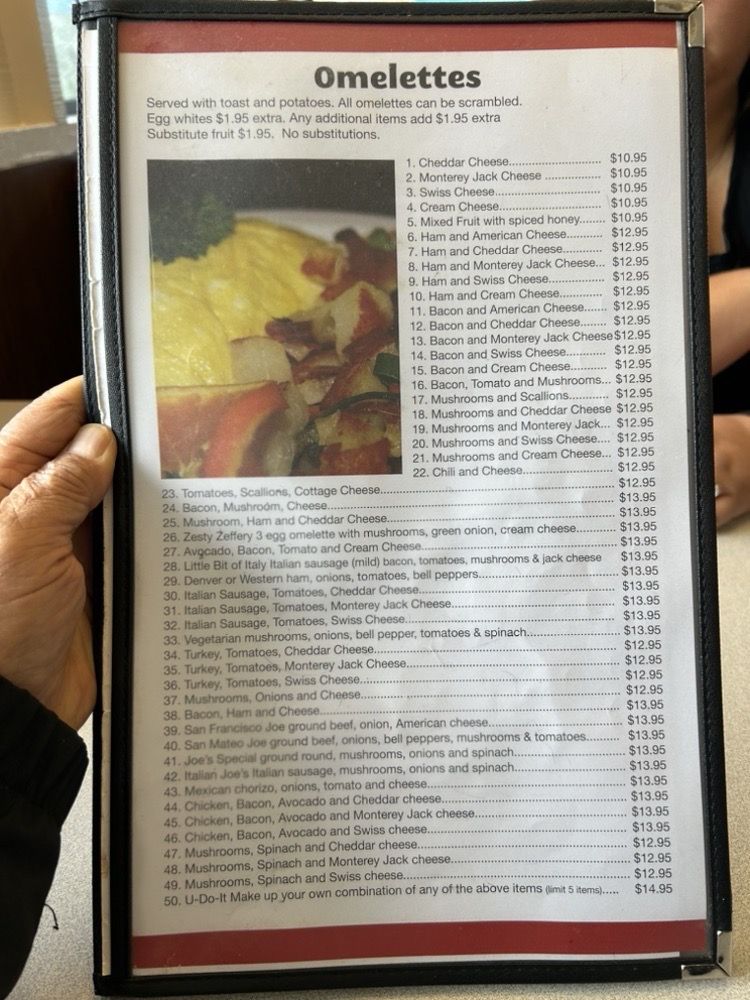 Omelettes
Served with toast and potatoes. All omelettes can be scrambled.
Egg whites $1.95 extra. Any additional items add $1.95 extra
Substitute fruit $1.95. No substitutions.
1. Cheddar Cheese............................ $10.95
2. Monterey Jack Cheese ................. $10.95
3. Swiss Cheese................................ $10.95
4. Cream Cheese............................... $10.95
5. Mixed Fruit with spiced honey....... $10.95
6. Ham and American Cheese........... $12.95
7. Ham and Cheddar Cheese............ $12.95
8. Ham and Monterey Jack Cheese... $12.95
9. Ham and Swiss Cheese................. $12.95
10. Ham and Cream Cheese............. $12.95
11. Bacon and American Cheese...... $12.95
12. Bacon and Cheddar Cheese....... $12.95
13. Bacon and Monterey Jack Cheese $12.95
14. Bacon and Swiss Cheese............ $12.95
15. Bacon and Cream Cheese........... $12.95
16. Bacon, Tomato and Mushrooms... $12.95
17. Mushrooms and Scallions............ $12.95
18. Mushrooms and Cheddar Cheese $12.95
19. Mushrooms and Monterey Jack... $12.95
20. Mushrooms and Swiss Cheese.... $12.95
21. Mushrooms and Cream Cheese... $12.95
22. Chili and Cheese.......................... $12.95
23. Tomatoes, Scallions, Cottage Cheese.................... $12.95
24. Bacon, Mushroom, Cheese.................... $13.95
25. Mushroom, Ham and Cheddar Cheese.................... $13.95
26. Zesty Zeffery 3 egg omelette with mushrooms, green onion, cream cheese............ $13.95
27. Avocado, Bacon, Tomato and Cream Cheese.................... $13.95
28. Little Bit of Italy Italian sausage (mild) bacon, tomatoes, mushrooms & jack cheese $13.95
29. Denver or Western ham, onions, tomatoes, bell peppers.................... $13.95
30. Italian Sausage, Tomatoes, Cheddar Cheese.................... $13.95
31. Italian Sausage, Tomatoes, Monterey Jack Cheese.................... $13.95
32. Italian Sausage, Tomatoes, Swiss Cheese.................... $13.95
33. Vegetarian mushrooms, onions, bell pepper, tomatoes & spinach.................... $13.95
34. Turkey, Tomatoes, Cheddar Cheese.................... $12.95
35. Turkey, Tomatoes, Monterey Jack Cheese.................... $12.95
36. Turkey, Tomatoes, Swiss Cheese.................... $12.95
37. Mushrooms, Onions and Cheese.................... $12.95
38. Bacon, Ham and Cheese.................... $13.95
39. San Francisco Joe ground beef, onion, American cheese.................... $13.95
40. San Mateo Joe ground beef, onions, bell peppers, mushrooms & tomatoes......... $13.95
41. Joe's Special ground round, mushrooms, onions and spinach.................... $13.95
42. Italian Joe's Italian sausage, mushrooms, onions and spinach.................... $13.95
43. Mexican chorizo, onions, tomato and cheese.................... $13.95
44. Chicken, Bacon, Avocado and Cheddar cheese.................... $13.95
45. Chicken, Bacon, Avocado and Monterey Jack cheese.................... $13.95
46. Chicken, Bacon, Avocado and Swiss cheese.................... $13.95
47. Mushrooms, Spinach and Cheddar cheese.................... $12.95
48. Mushrooms, Spinach and Monterey Jack cheese.................... $12.95
49. Mushrooms, Spinach and Swiss cheese.................... $12.95
50. U-Do-It Make up your own combination of any of the above items (limit 5 items)..... $14.95